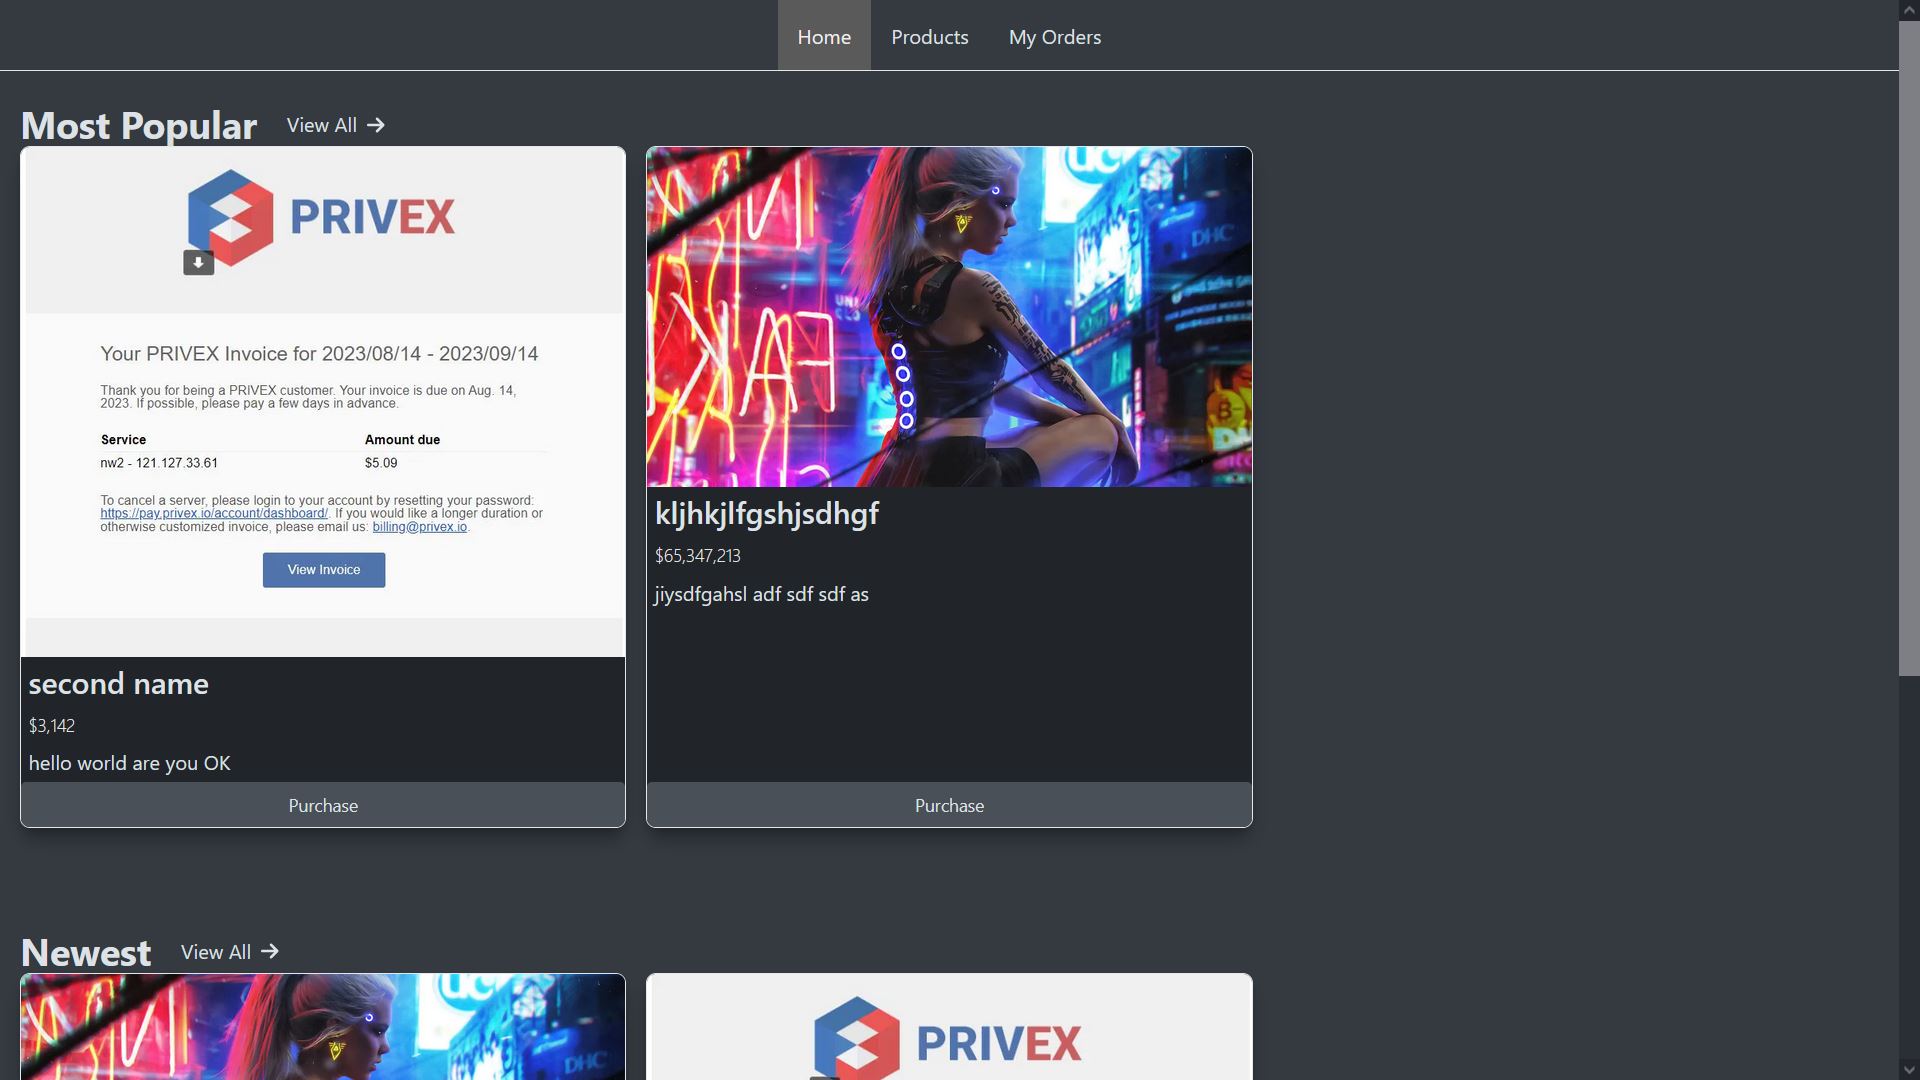 Home Products My Orders
Most Popular View All
PRIVEX
Your PRIVEX Invoice for 2023/08/14 - 2023/09/14
Thank you for being a PRIVEX customer. Your invoice is due on Aug. 14,
2023. If possible, please pay a few days in advance.
Service Amount due
nw2 - 121.127.33.61 $5.09
To cancel a server, please login to your account by resetting your password:
https://pay.privex.io/account/dashboard/. If you would like a longer duration or
otherwise customized invoice, please email us: billing@privex.io.
View Invoice
second name
$3,142
hello world are you OK
Purchase
DHC
kljhkjlfgshjsdhgf
$65,347,213
jiysdfgahsl adf sdf sdf as
Purchase
Newest View All
DHC
PRIVEX